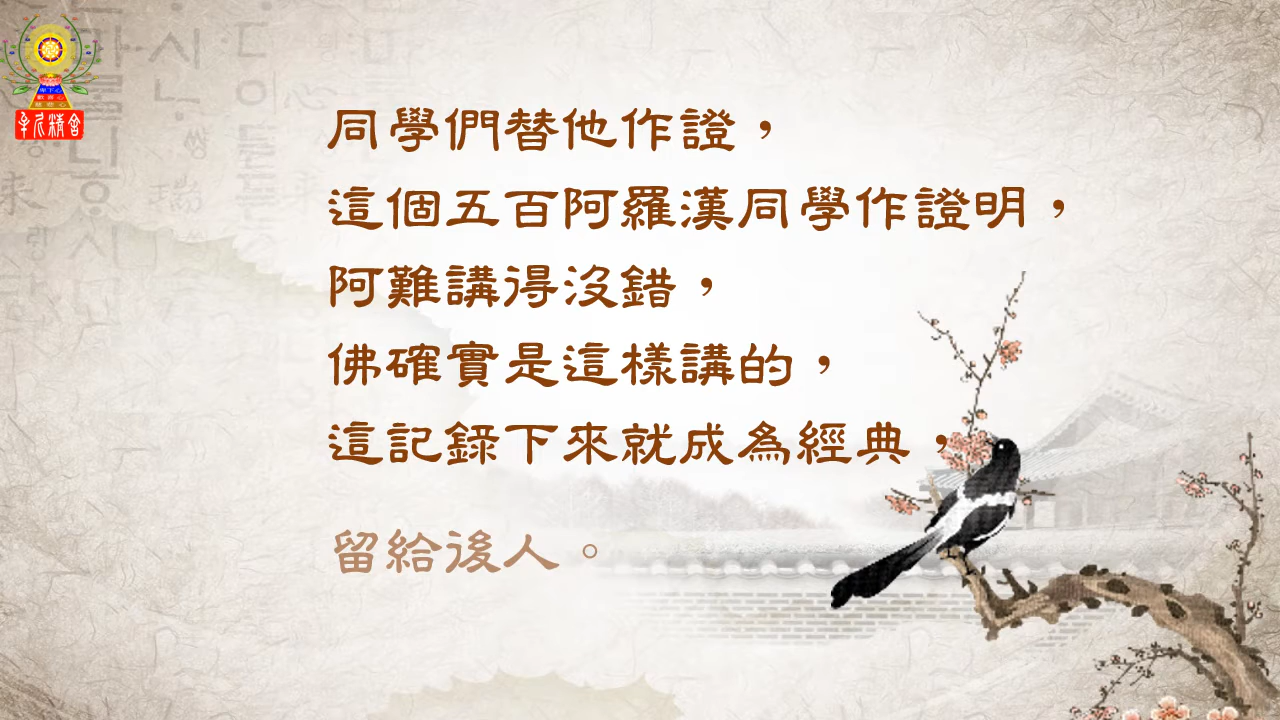 同學們替他作證，
這個五百阿羅漢同學作證明，
阿難講得沒錯，
佛確實是這樣講的，
這記錄下來就成為經典，
留給後人。